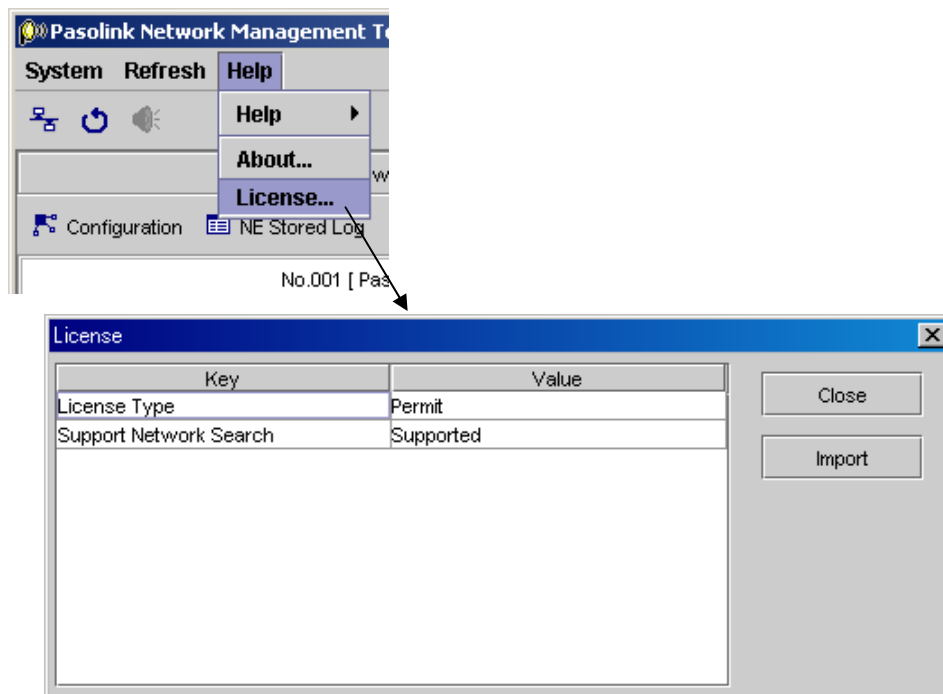 Pasolink Network Management
System Refresh Help
Help
About...
License...
Configuration NE Stored Log
No.001 [
License
Key Value
License Type Permit
Support Network Search Supported
Close
Import